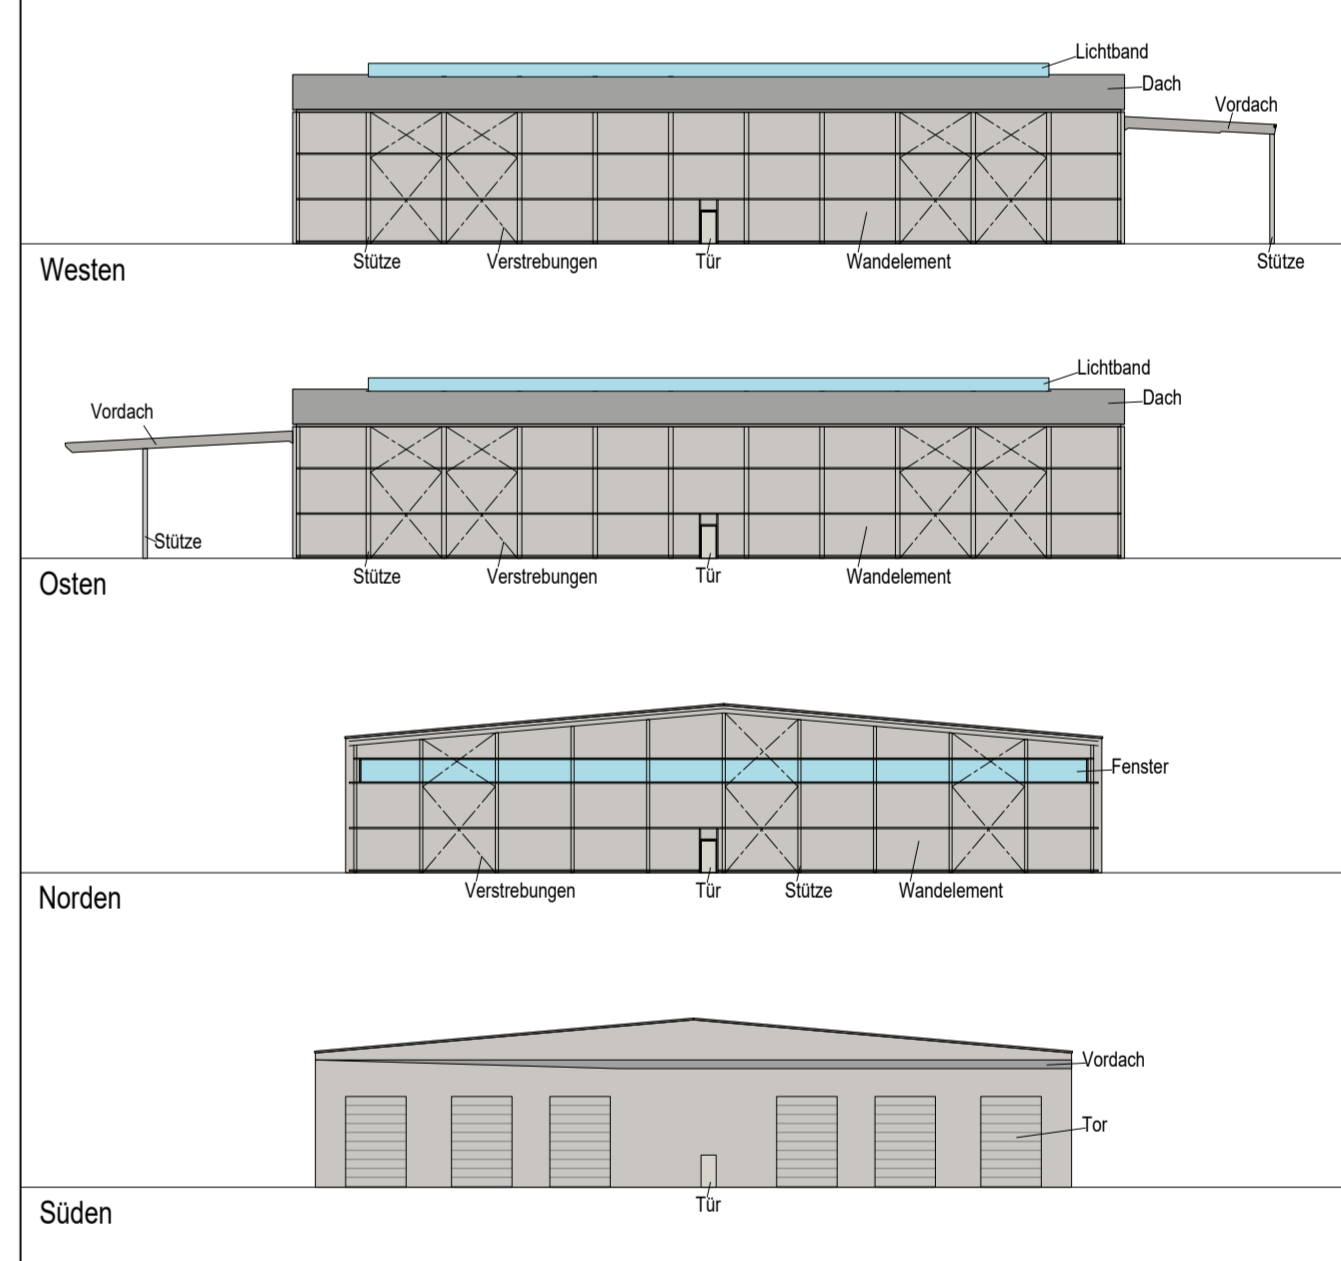 Lichtband
Dach
Vordach
Stütze
Verstrebungen
Tür
Wandelement
Stütze
Westen
Lichtband
Dach
Vordach
Stütze
Stütze
Verstrebungen
Tür
Wandelement
Osten
Fenster
Verstrebungen
Tür
Stütze
Wandelement
Norden
Vordach
Tor
Tür
Süden